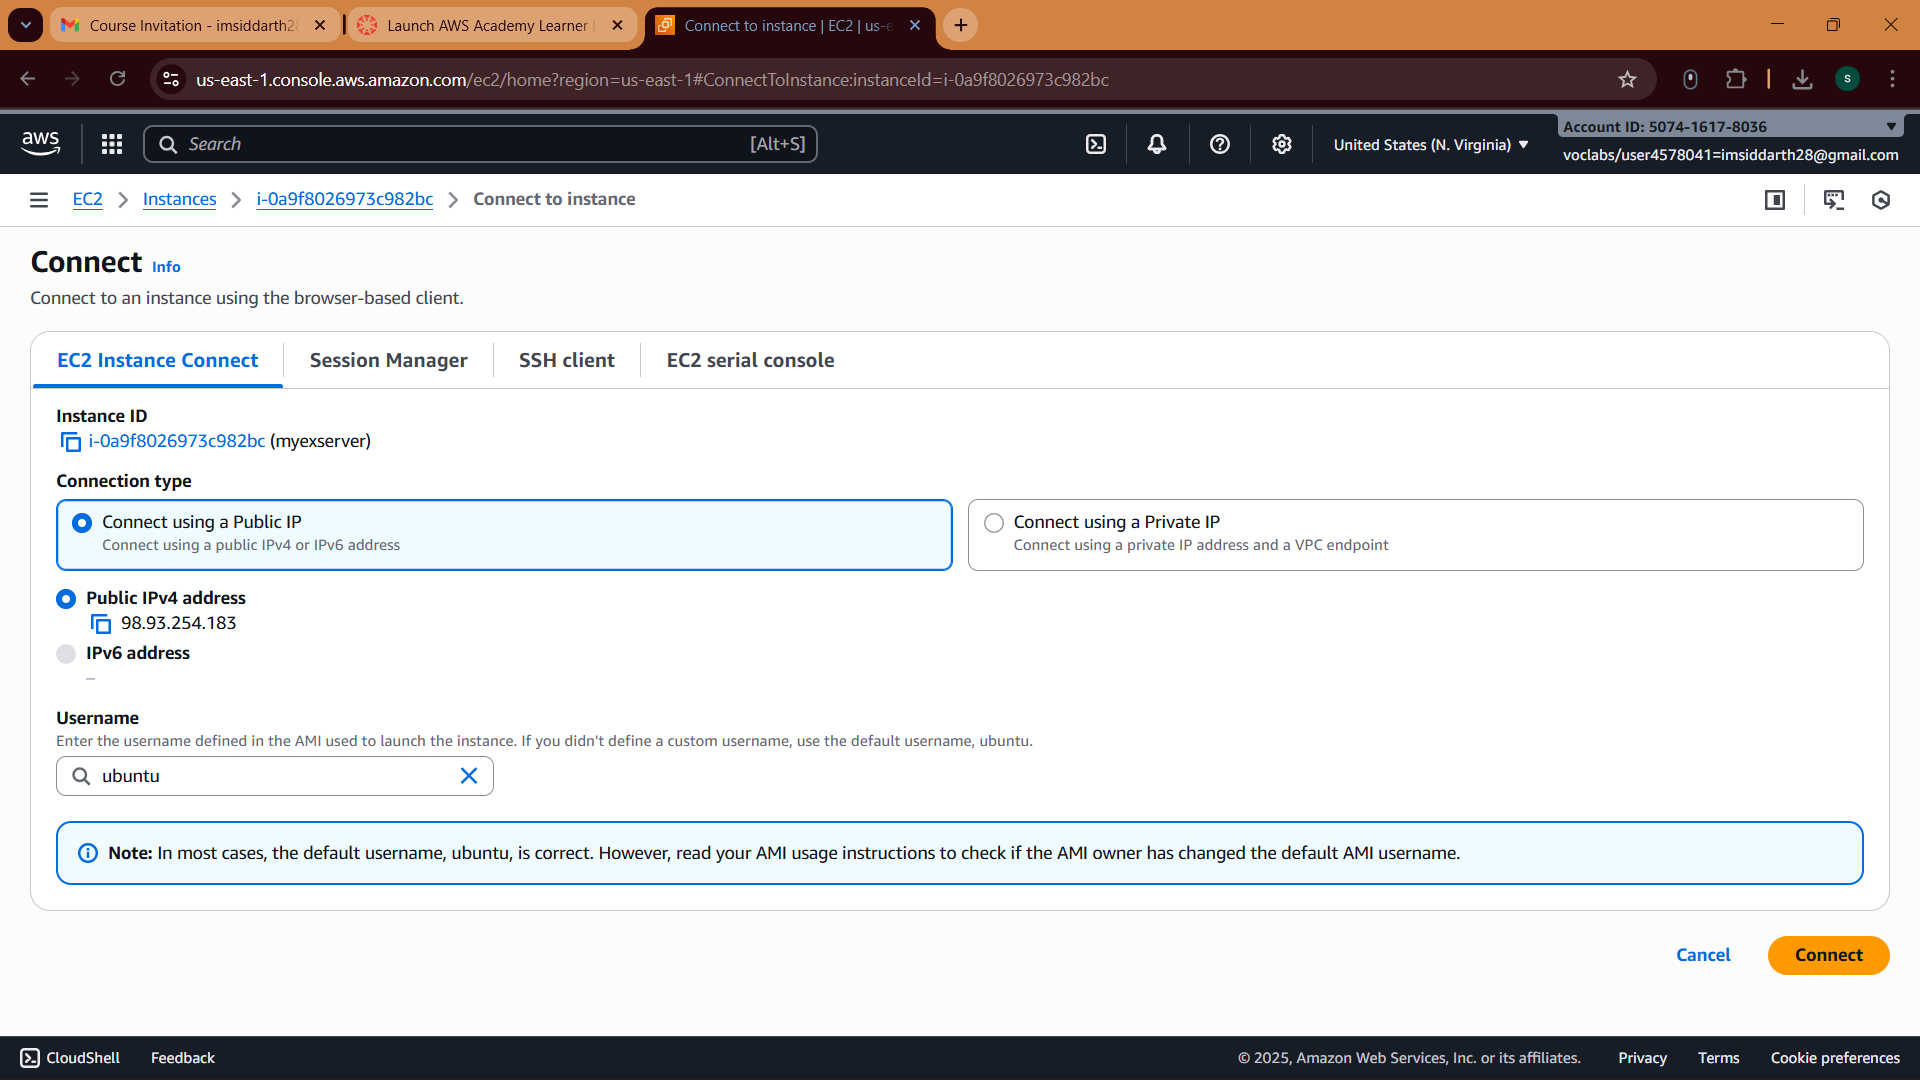 Course Invitation - imsiddarth28
Launch AWS Academy Learner L
Connect to instance | EC2 | us-e
us-east-1.console.aws.amazon.com/ec2/home?region=us-east-1#ConnectToInstance:instanceId=i-0a9f8026973c982bc
S
aws
Search
[Alt+S]
United States (N. Virginia)
Account ID: 5074-1617-8036
voclabs/user4578041=imsiddarth28@gmail.com
EC2
Instances
i-0a9f8026973c982bc
Connect to instance
Connect Info
Connect to an instance using the browser-based client.
EC2 Instance Connect
Session Manager
SSH client
EC2 serial console
Instance ID
i-0a9f8026973c982bc (myexserver)
Connection type
Connect using a Public IP
Connect using a public IPv4 or IPv6 address
Connect using a Private IP
Connect using a private IP address and a VPC endpoint
Public IPv4 address
98.93.254.183
IPv6 address
–
Username
Enter the username defined in the AMI used to launch the instance. If you didn't define a custom username, use the default username, ubuntu.
ubuntu
Note: In most cases, the default username, ubuntu, is correct. However, read your AMI usage instructions to check if the AMI owner has changed the default AMI username.
Cancel
Connect
CloudShell
Feedback
© 2025, Amazon Web Services, Inc. or its affiliates.
Privacy
Terms
Cookie preferences